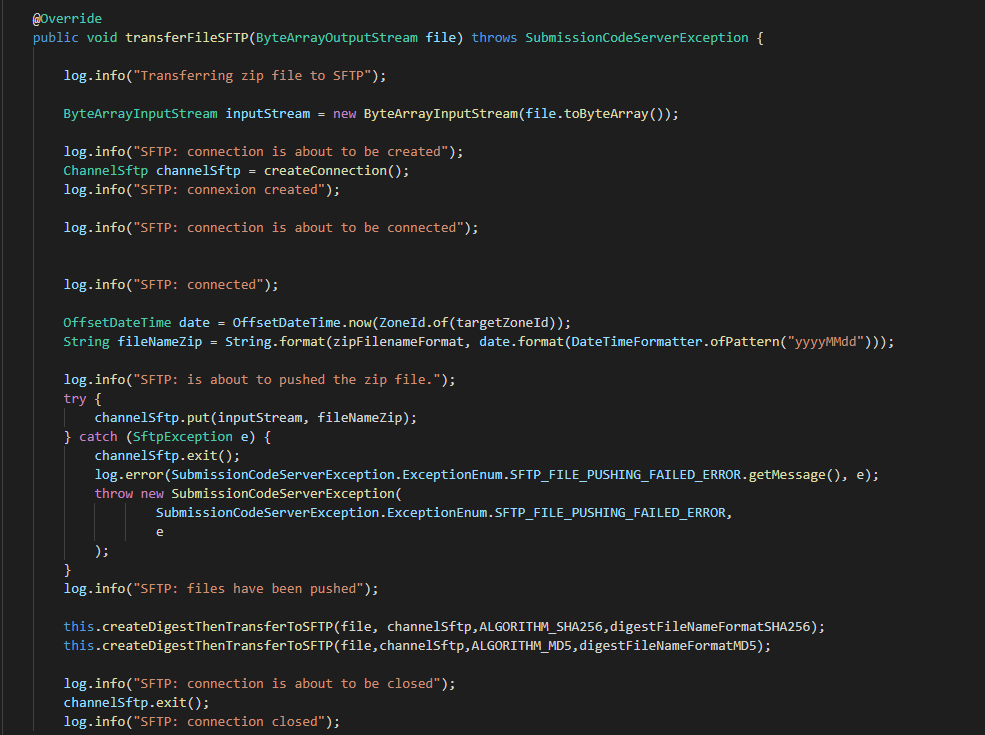 @Override
public void transferFileSFTP(ByteArrayOutputStream file) throws SubmissionCodeServerException {
log.info("Transferring zip file to SFTP");
ByteArrayInputStream inputStream = new ByteArrayInputStream(file.toByteArray());
log.info("SFTP: connection is about to be created");
ChannelSftp channelSftp = createConnection();
log.info("SFTP: connexion created");
log.info("SFTP: connection is about to be connected");
log.info("SFTP: connected");
OffsetDateTime date = OffsetDateTime.now(ZoneId.of(targetZoneId));
String fileNameZip = String.format(zipFilenameFormat, date.format(DateTimeFormatter.ofPattern("yyyyMMdd")));
log.info("SFTP: is about to pushed the zip file.");
try {
channelSftp.put(inputStream, fileNameZip);
} catch (SftpException e) {
channelSftp.exit();
log.error(SubmissionCodeServerException.ExceptionEnum.SFTP_FILE_PUSHING_FAILED_ERROR.getMessage(), e);
throw new SubmissionCodeServerException(
SubmissionCodeServerException.ExceptionEnum.SFTP_FILE_PUSHING_FAILED_ERROR,
e
);
}
log.info("SFTP: files have been pushed");
this.createDigestThenTransferToSFTP(file, channelSftp,ALGORITHM_SHA256,digestFileNameFormatSHA256);
this.createDigestThenTransferToSFTP(file,channelSftp,ALGORITHM_MD5,digestFileNameFormatMD5);
log.info("SFTP: connection is about to be closed");
channelSftp.exit();
log.info("SFTP: connection closed");